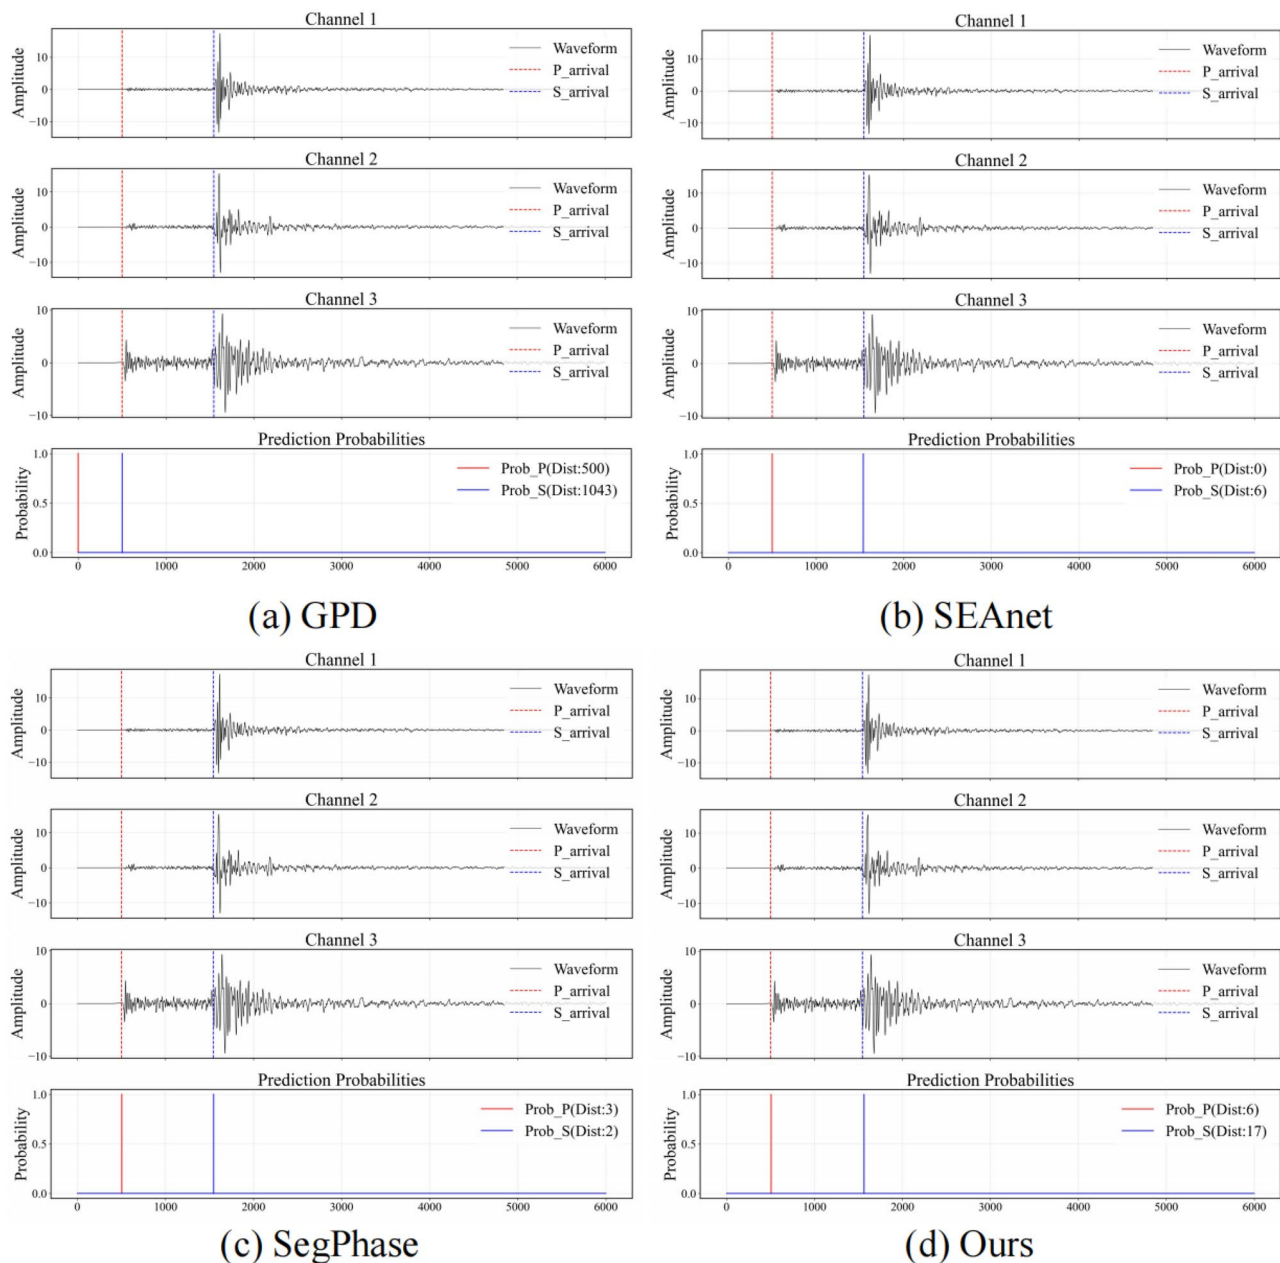 Channel 1
Amplitude
10
0
−10
Waveform
P_arrival
S_arrival
Channel 2
Amplitude
10
0
−10
Waveform
P_arrival
S_arrival
Channel 3
Amplitude
10
0
−10
Waveform
P_arrival
S_arrival
Prediction Probabilities
Probability
1.0
0.5
0.0
Prob_P(Dist:500)
Prob_S(Dist:1043)
0 1000 2000 3000 4000 5000 6000
(a) GPD
Channel 1
Amplitude
10
0
−10
Waveform
P_arrival
S_arrival
Channel 2
Amplitude
10
0
−10
Waveform
P_arrival
S_arrival
Channel 3
Amplitude
10
0
−10
Waveform
P_arrival
S_arrival
Prediction Probabilities
Probability
1.0
0.5
0.0
Prob_P(Dist:0)
Prob_S(Dist:6)
0 1000 2000 3000 4000 5000 6000
(b) SEAnet
Channel 1
Amplitude
10
0
−10
Waveform
P_arrival
S_arrival
Channel 2
Amplitude
10
0
−10
Waveform
P_arrival
S_arrival
Channel 3
Amplitude
10
0
−10
Waveform
P_arrival
S_arrival
Prediction Probabilities
Probability
1.0
0.5
0.0
Prob_P(Dist:3)
Prob_S(Dist:2)
0 1000 2000 3000 4000 5000 6000
(c) SegPhase
Channel 1
Amplitude
10
0
−10
Waveform
P_arrival
S_arrival
Channel 2
Amplitude
10
0
−10
Waveform
P_arrival
S_arrival
Channel 3
Amplitude
10
0
−10
Waveform
P_arrival
S_arrival
Prediction Probabilities
Probability
1.0
0.5
0.0
Prob_P(Dist:6)
Prob_S(Dist:17)
0 1000 2000 3000 4000 5000 6000
(d) Ours